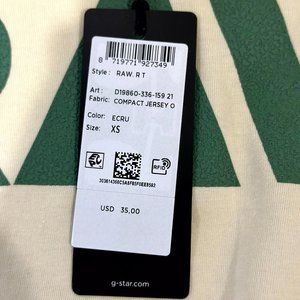 8 719771 927349
Style : RAW. R T
Art : D19860-336-159 21
Fabric: COMPACT JERSEY O
Color: ECRU
Size: XS
RFID
USD 35,00
g-star.com